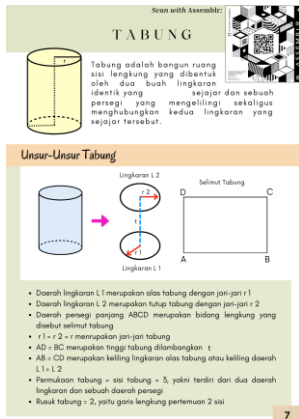 Scan with Assemblr:
TABUNG
r
Tabung adalah bangun ruang
sisi lengkung yang dibentuk
oleh dua buah lingkaran
identik yang sejajar dan sebuah
persegi yang mengelilingi sekaligus
menghubungkan kedua lingkaran yang
sejajar tersebut.
Unsur-Unsur Tabung
Lingkaran L 2
Selimut Tabung
r 2
D C
t
r 1
A B
Lingkaran L 1
• Daerah lingkaran L 1 merupakan alas tabung dengan jari-jari r 1
• Daerah lingkaran L 2 merupakan tutup tabung dengan jari-jari r 2
• Daerah persegi panjang ABCD merupakan bidang lengkung yang
disebut selimut tabung
• r 1 = r 2 = r menrupakan jari-jari tabung
• AD = BC merupakan tinggi tabung dilambangkan t
• AB = CD merupakan keliling lingkaran alas tabung atau keliling daerah
L 1 = L 2
• Permukaan tabung = sisi tabung = 3, yakni terdiri dari dua daerah
lingkaran dan sebuah daerah persegi
• Rusuk tabung = 2, yaitu garis lengkung pertemuan 2 sisi
7